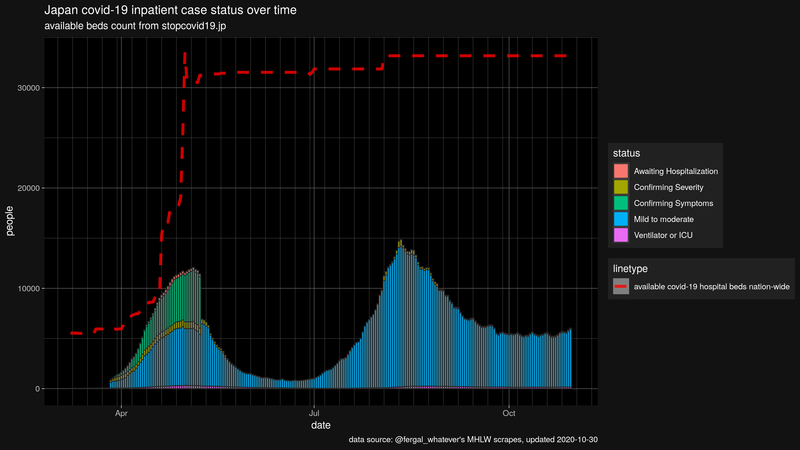 Japan covid-19 inpatient case status over time
available beds count from stopcovid19.jp
people
30000
20000
10000
0
Apr
Jul
Oct
date
status
Awaiting Hospitalization
Confirming Severity
Confirming Symptoms
Mild to moderate
Ventilator or ICU
linetype
available covid-19 hospital beds nation-wide
data source: @fergal_whatever's MHLW scrapes, updated 2020-10-30